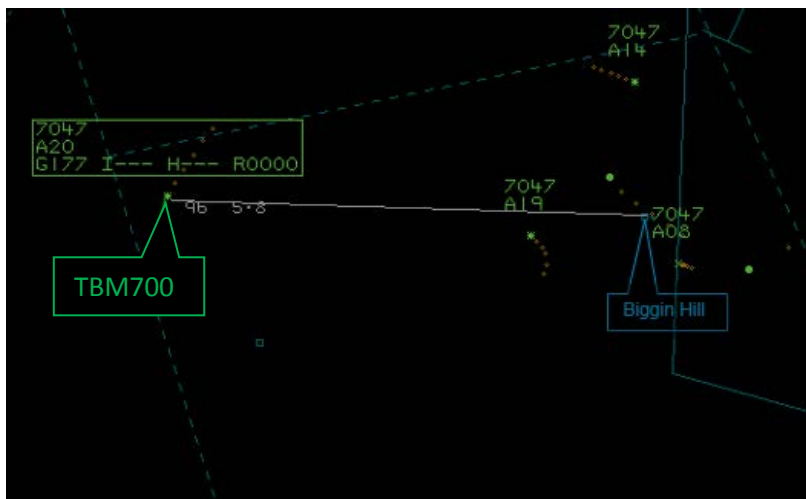 7047
A14
7047
A20
G177 I--- H--- R0000
96 5.8
7047
A19
7047
A08
TBM700
Biggin Hill